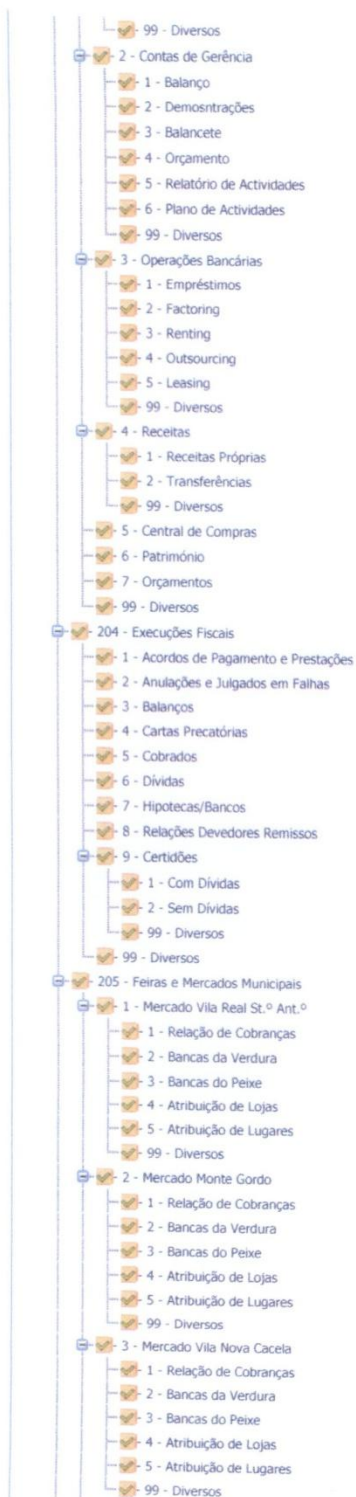 99 - Diversos
2 - Contas de Gerência
1 - Balanço
2 - Demosntrações
3 - Balancete
4 - Orçamento
5 - Relatório de Actividades
6 - Plano de Actividades
99 - Diversos
3 - Operações Bancárias
1 - Empréstimos
2 - Factoring
3 - Renting
4 - Outsourcing
5 - Leasing
99 - Diversos
4 - Receitas
1 - Receitas Próprias
2 - Transferências
99 - Diversos
5 - Central de Compras
6 - Património
7 - Orçamentos
99 - Diversos
204 - Execuções Fiscais
1 - Acordos de Pagamento e Prestações
2 - Anulações e Julgados em Falhas
3 - Balanços
4 - Cartas Precatórias
5 - Cobrados
6 - Dívidas
7 - Hipotecas/Bancos
8 - Relações Devedores Remissos
9 - Certidões
1 - Com Dívidas
2 - Sem Dívidas
99 - Diversos
99 - Diversos
205 - Feiras e Mercados Municipais
1 - Mercado Vila Real St.º Ant.º
1 - Relação de Cobranças
2 - Bancas da Verdura
3 - Bancas do Peixe
4 - Atribuição de Lojas
5 - Atribuição de Lugares
99 - Diversos
2 - Mercado Monte Gordo
1 - Relação de Cobranças
2 - Bancas da Verdura
3 - Bancas do Peixe
4 - Atribuição de Lojas
5 - Atribuição de Lugares
99 - Diversos
3 - Mercado Vila Nova Cacela
1 - Relação de Cobranças
2 - Bancas da Verdura
3 - Bancas do Peixe
4 - Atribuição de Lojas
5 - Atribuição de Lugares
99 - Diversos